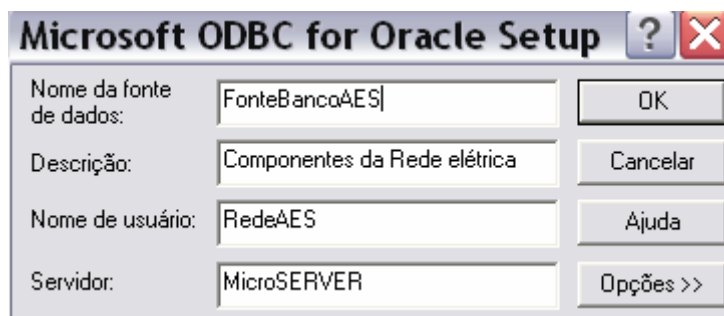 Microsoft ODBC for Oracle Setup ?
Nome da fonte
de dados:
FonteBancoAES
OK
Descrição:
Componentes da Rede elétrica
Cancelar
Nome de usuário:
RedeAES
Ajuda
Servidor:
MicroSERVER
Opções >>